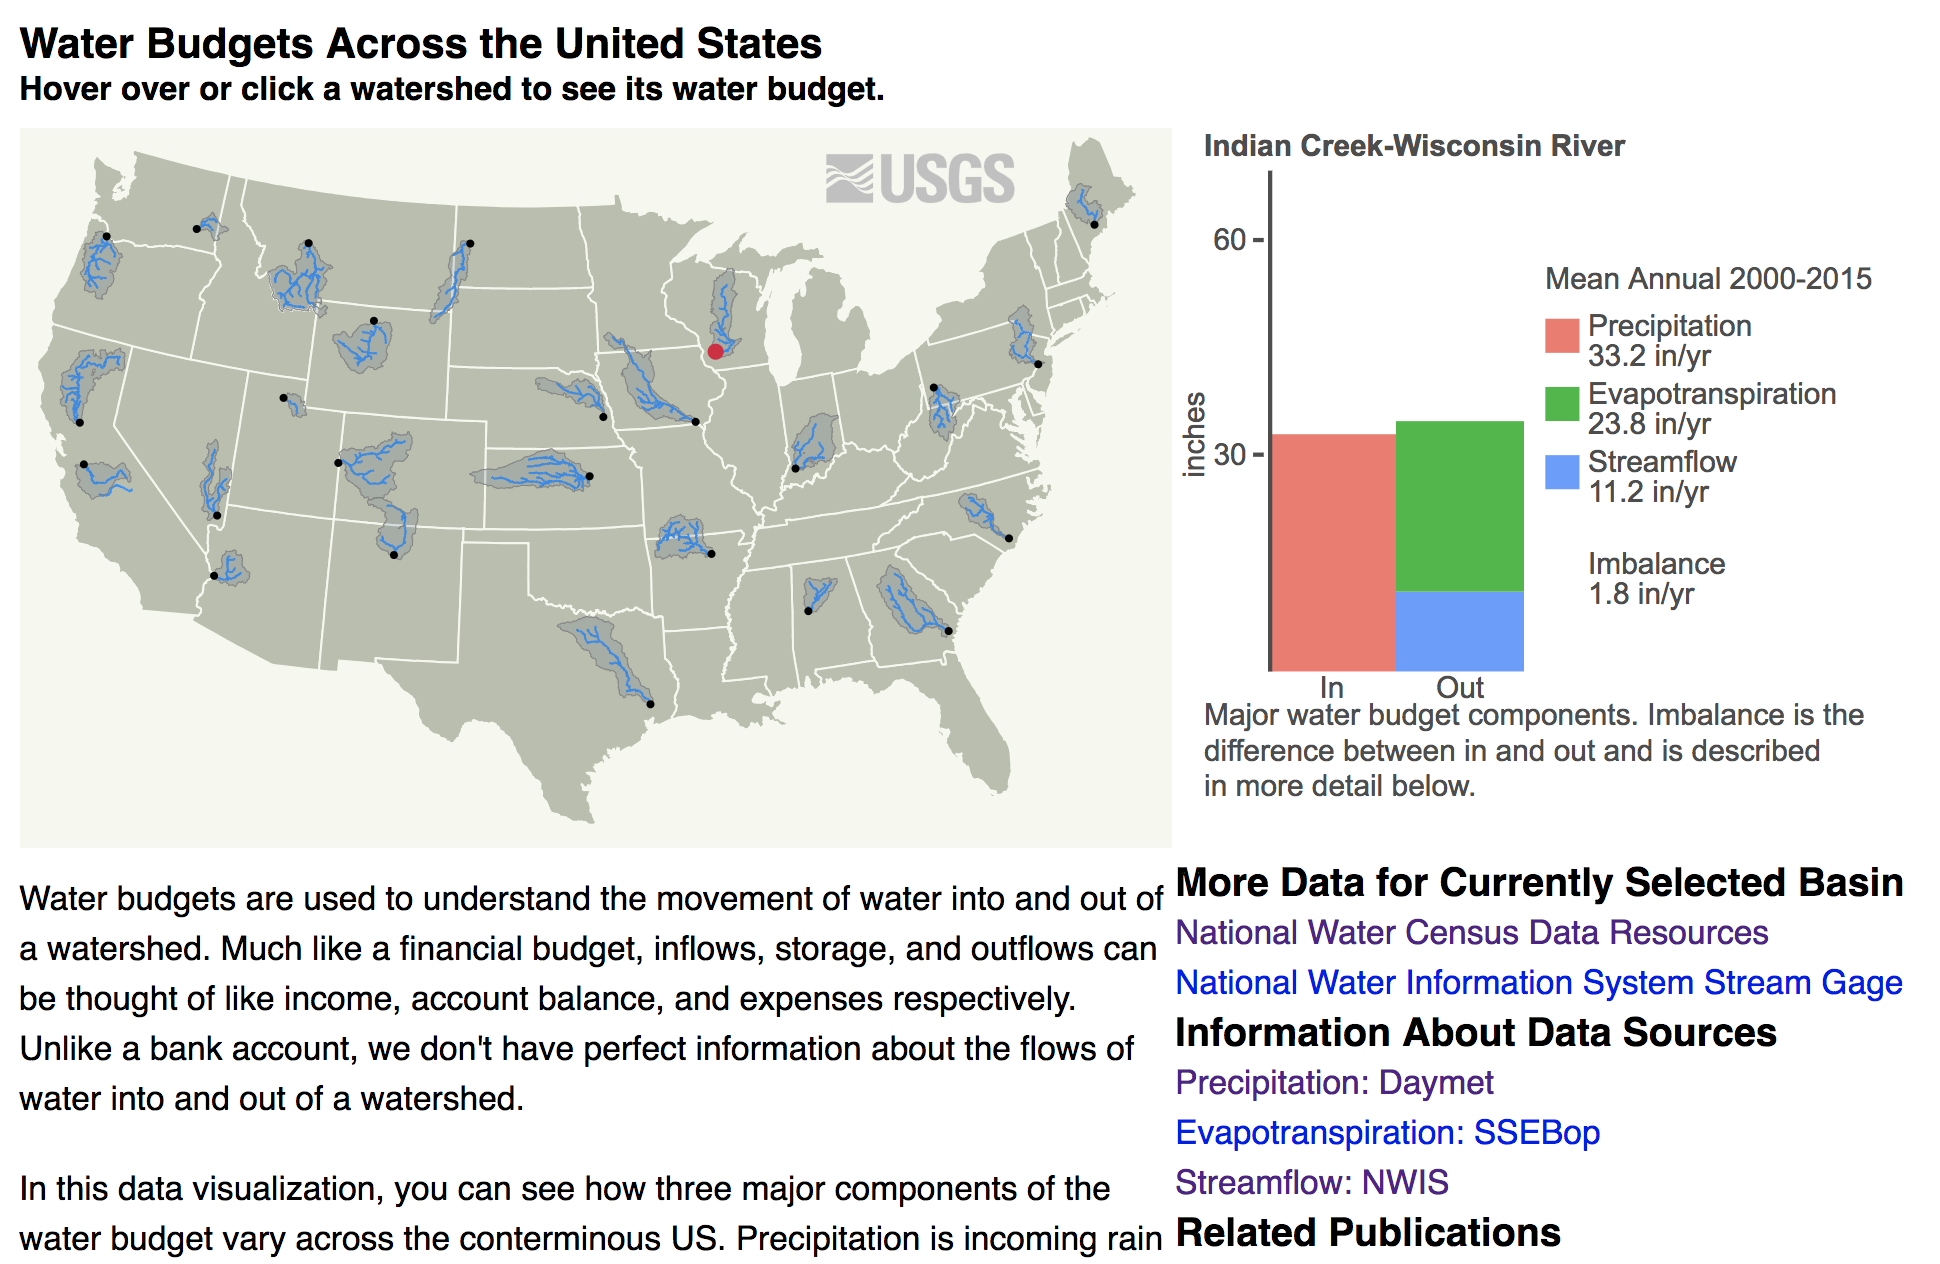 Water Budgets Across the United States
Hover over or click a watershed to see its water budget.
USGS
Indian Creek-Wisconsin River
60
30
inches
In
Out
Mean Annual 2000-2015
Precipitation
33.2 in/yr
Evapotranspiration
23.8 in/yr
Streamflow
11.2 in/yr
Imbalance
1.8 in/yr
Major water budget components. Imbalance is the
difference between in and out and is described
in more detail below.
Water budgets are used to understand the movement of water into and out of
a watershed. Much like a financial budget, inflows, storage, and outflows can
be thought of like income, account balance, and expenses respectively.
Unlike a bank account, we don't have perfect information about the flows of
water into and out of a watershed.
In this data visualization, you can see how three major components of the
water budget vary across the conterminous US. Precipitation is incoming rain
More Data for Currently Selected Basin
National Water Census Data Resources
National Water Information System Stream Gage
Information About Data Sources
Precipitation: Daymet
Evapotranspiration: SSEBop
Streamflow: NWIS
Related Publications